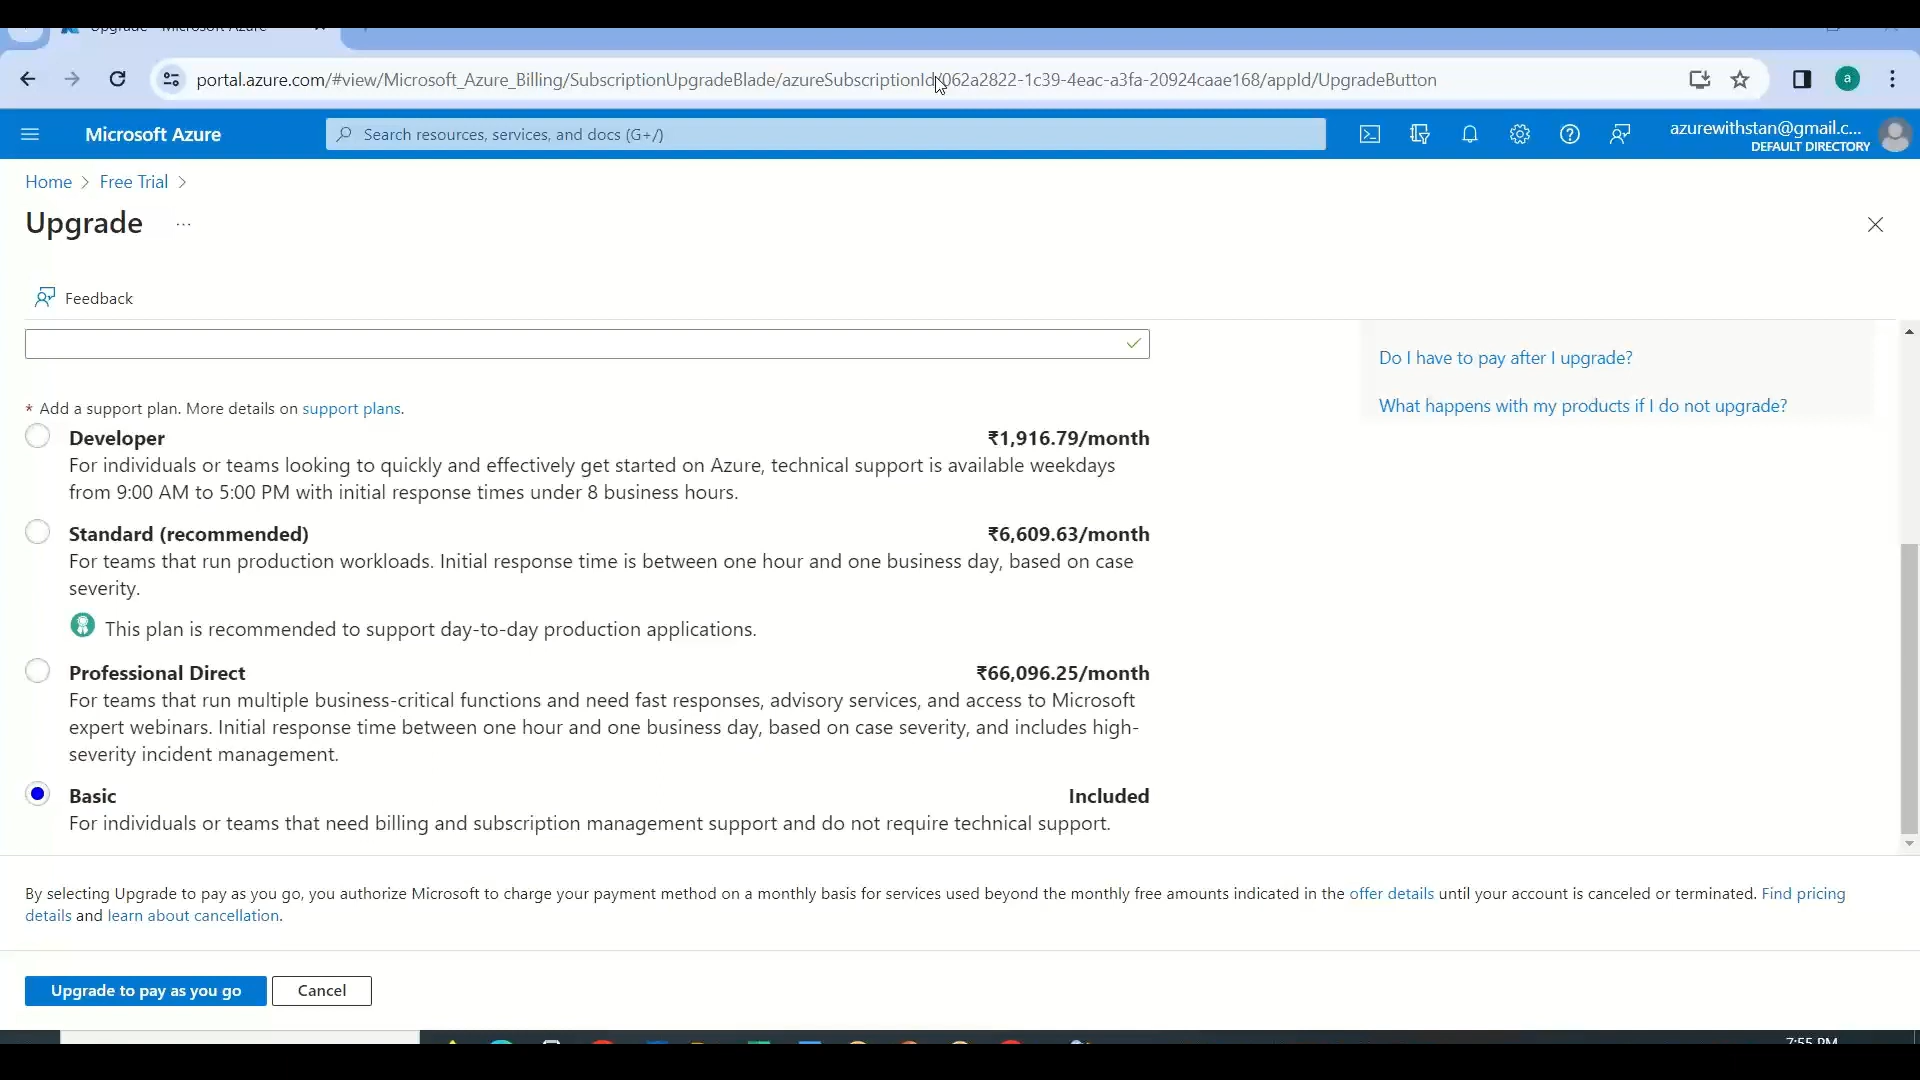 Upgrade - Microsoft Azure
portal.azure.com/#view/Microsoft_Azure_Billing/SubscriptionUpgradeBlade/azureSubscriptionId/062a2822-1c39-4eac-a3fa-20924caae168/appId/UpgradeButton
a
Microsoft Azure
Search resources, services, and docs (G+/)
azurewithstan@gmail.c...
DEFAULT DIRECTORY
Home > Free Trial >
Upgrade ...
Feedback
Do I have to pay after I upgrade?
What happens with my products if I do not upgrade?
* Add a support plan. More details on support plans.
Developer ₹1,916.79/month
For individuals or teams looking to quickly and effectively get started on Azure, technical support is available weekdays
from 9:00 AM to 5:00 PM with initial response times under 8 business hours.
Standard (recommended) ₹6,609.63/month
For teams that run production workloads. Initial response time is between one hour and one business day, based on case
severity.
This plan is recommended to support day-to-day production applications.
Professional Direct ₹66,096.25/month
For teams that run multiple business-critical functions and need fast responses, advisory services, and access to Microsoft
expert webinars. Initial response time between one hour and one business day, based on case severity, and includes high-
severity incident management.
Basic Included
For individuals or teams that need billing and subscription management support and do not require technical support.
By selecting Upgrade to pay as you go, you authorize Microsoft to charge your payment method on a monthly basis for services used beyond the monthly free amounts indicated in the offer details until your account is canceled or terminated. Find pricing
details and learn about cancellation.
Upgrade to pay as you go
Cancel
7:55 PM